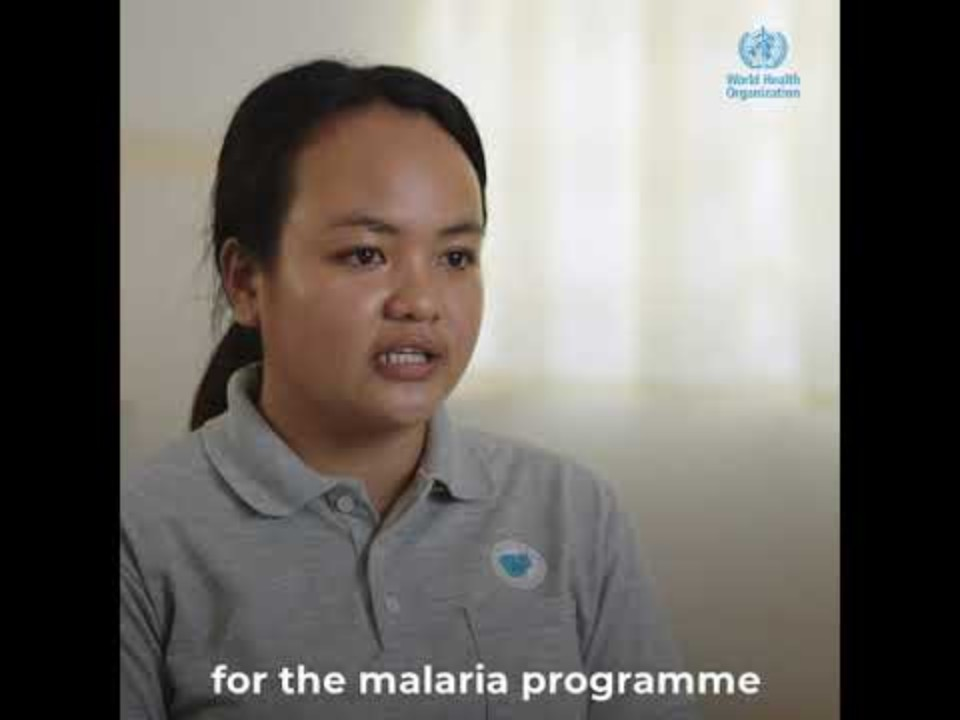 World Health
Organization
for the malaria programme